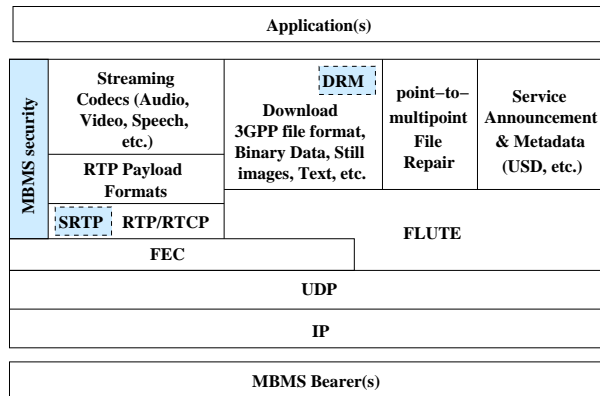 Application(s)
MBMS security
Streaming
Codecs (Audio,
Video, Speech,
etc.)
RTP Payload
Formats
SRTP RTP/RTCP
DRM
Download
3GPP file format,
Binary Data, Still
images, Text, etc.
point-to-
multipoint
File
Repair
Service
Announcement
& Metadata
(USD, etc.)
FLUTE
FEC
UDP
IP
MBMS Bearer(s)